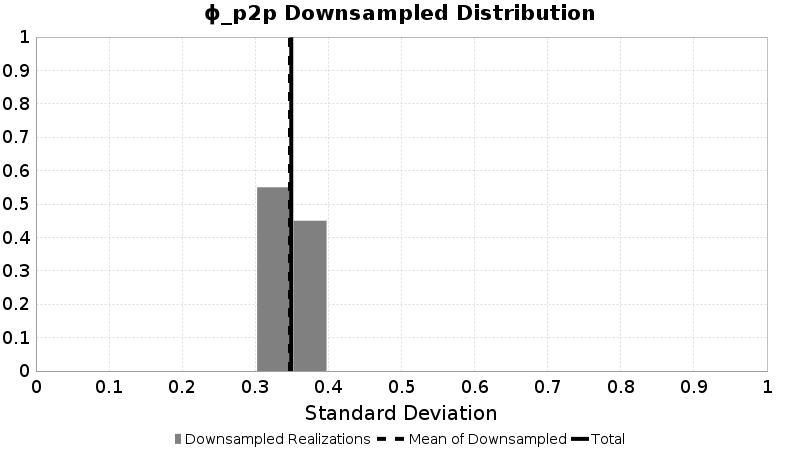 ϕ_p2p Downsampled Distribution
1
0.9
0.8
0.7
0.6
0.5
0.4
0.3
0.2
0.1
0
0 0.1 0.2 0.3 0.4 0.5 0.6 0.7 0.8 0.9 1
Standard Deviation
Downsampled Realizations Mean of Downsampled Total